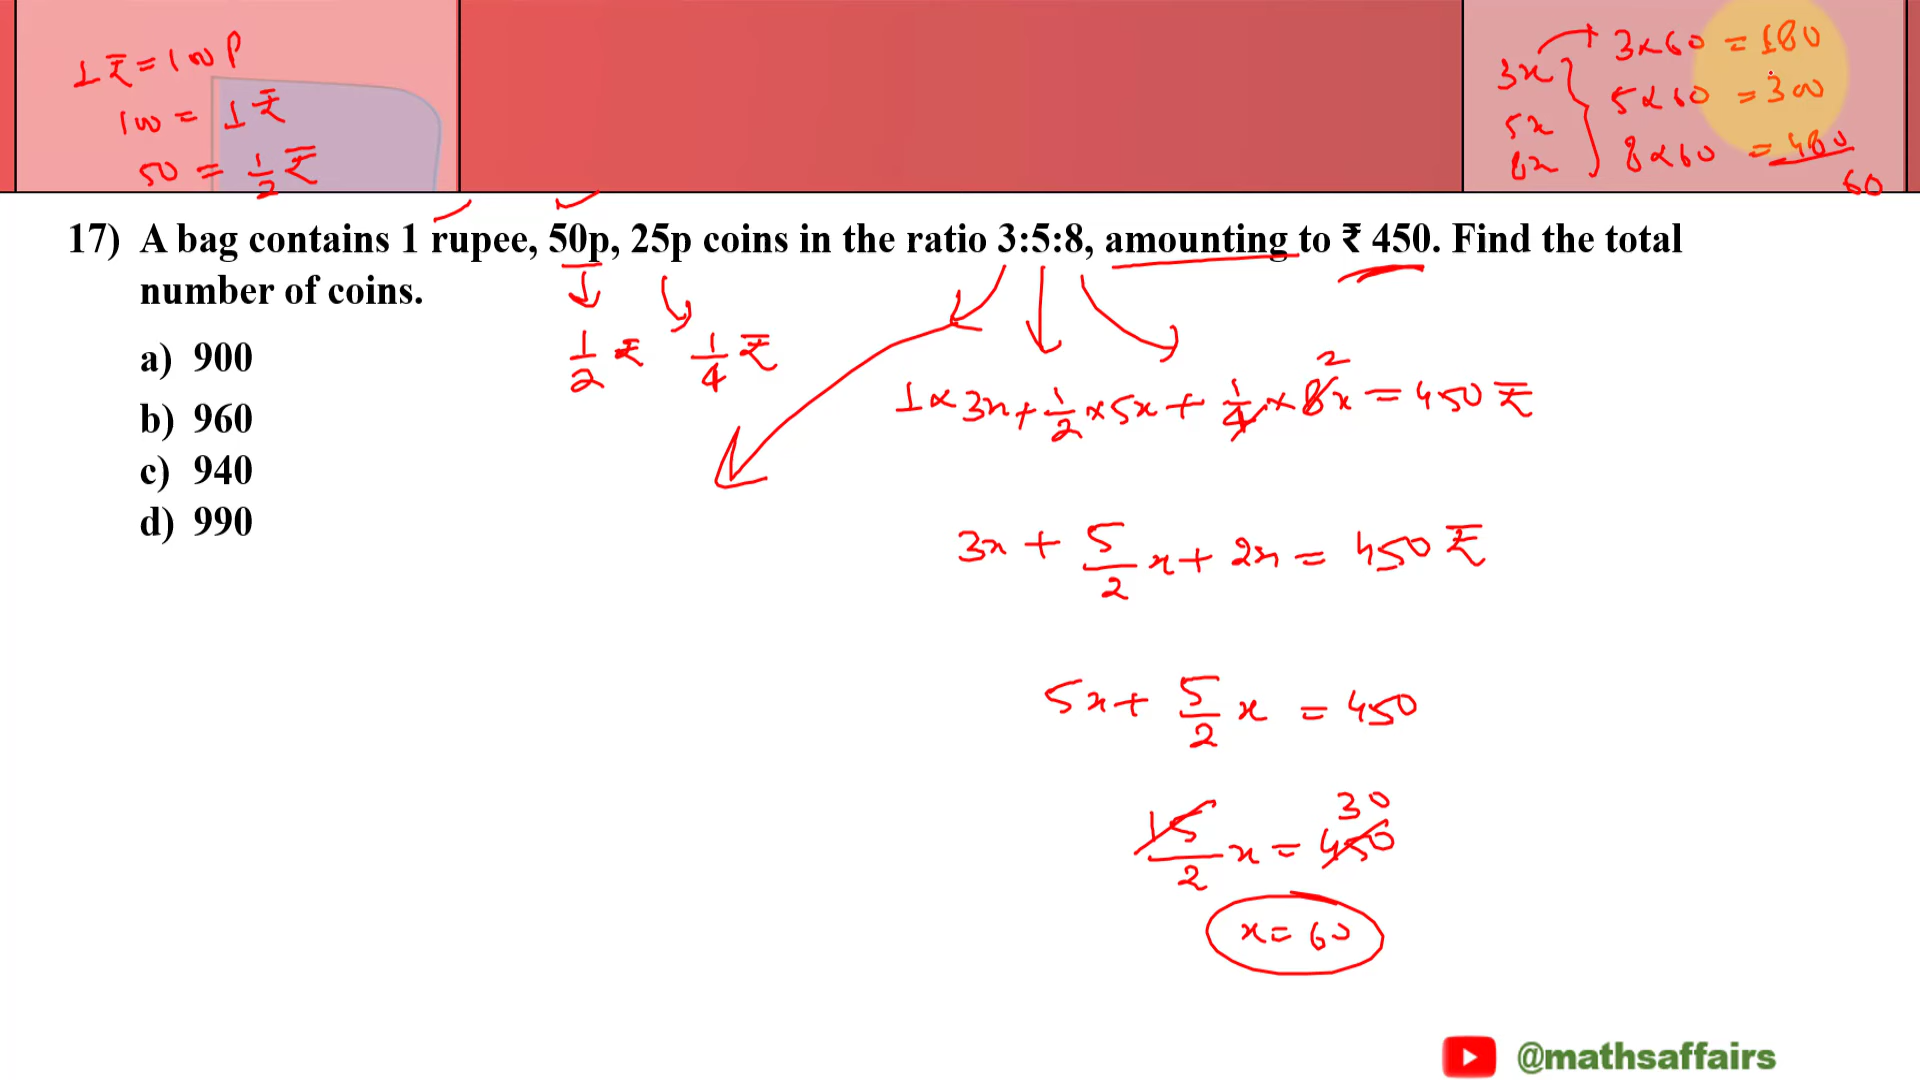 1 ₹ = 100 P
100 = 1 ₹
50 = 1/2 ₹
3x → 3×60 = 180
5x 5×60 = 300
8x 8×60 = 480
60
17) A bag contains 1 rupee, 50p, 25p coins in the ratio 3:5:8, amounting to ₹ 450. Find the total
number of coins.
1/2 ₹ 1/4 ₹
a) 900
b) 960
c) 940
d) 990
2
1×3x+1/2×5x+1/4×8x=450 ₹
3x+5/2x+2x=450 ₹
5x+5/2x=450
30
15/2x=450
x=60
@mathsaffairs